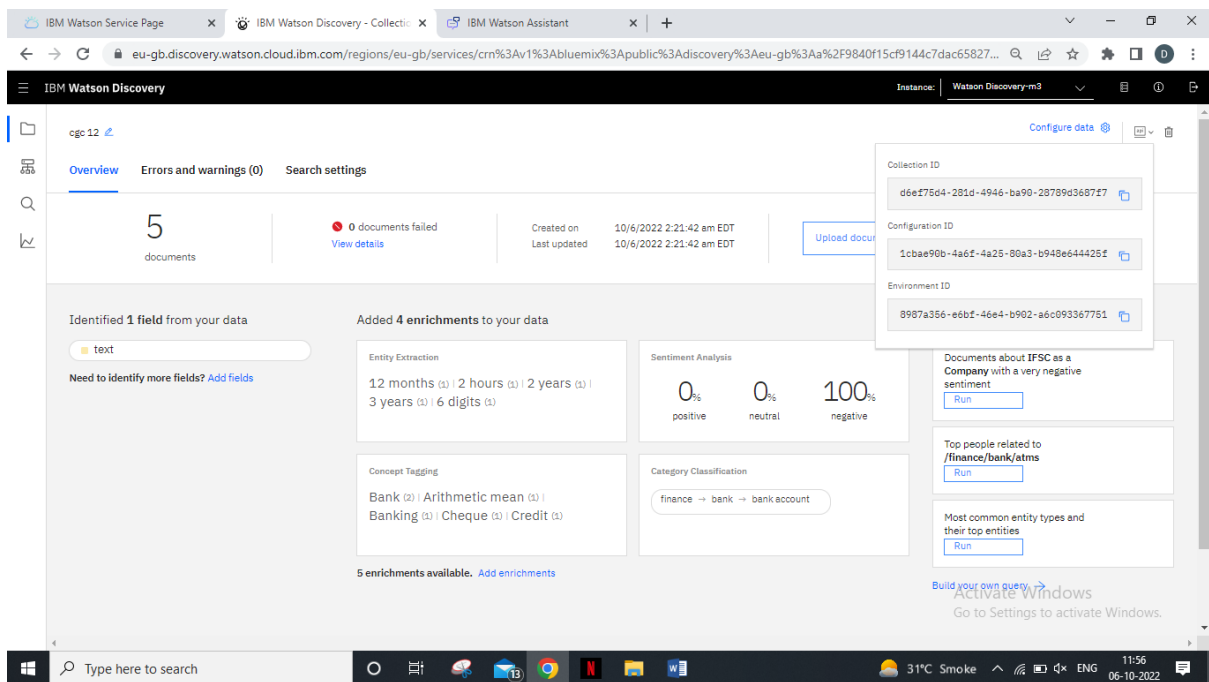 IBM Watson Service Page
IBM Watson Discovery - Collectic
IBM Watson Assistant
eu-gb.discovery.watson.cloud.ibm.com/regions/eu-gb/services/crn%3Av1%3Abluemix%3Apublic%3Adiscovery%3Aeu-gb%3Aa%2F9840f15cf9144c7dac65827...
D
IBM Watson Discovery
Instance:
Watson Discovery-m3
cgc 12
Configure data
Overview
Errors and warnings (0)
Search settings
Collection ID
d6ef75d4-281d-4946-ba90-28789d3687f7
Configuration ID
1cbae90b-4a6f-4a25-80a3-b948e644425f
Environment ID
8987a356-e6bf-46e4-b902-a6c093367751
5
documents
0 documents failed
View details
Created on 10/6/2022 2:21:42 am EDT
Last updated 10/6/2022 2:21:42 am EDT
Upload docur
Identified 1 field from your data
text
Need to identify more fields? Add fields
Added 4 enrichments to your data
Entity Extraction
12 months (1) | 2 hours (1) | 2 years (1) |
3 years (1) | 6 digits (1)
Sentiment Analysis
0% 0% 100%
positive neutral negative
Concept Tagging
Bank (2) | Arithmetic mean (1) |
Banking (1) | Cheque (1) | Credit (1)
Category Classification
finance → bank → bank account
5 enrichments available. Add enrichments
Documents about IFSC as a
Company with a very negative
sentiment
Run
Top people related to
/finance/bank/atms
Run
Most common entity types and
their top entities
Run
Build your own query →
Activate Windows
Go to Settings to activate Windows.
Type here to search
13
N
31°C Smoke
ENG
11:56
06-10-2022